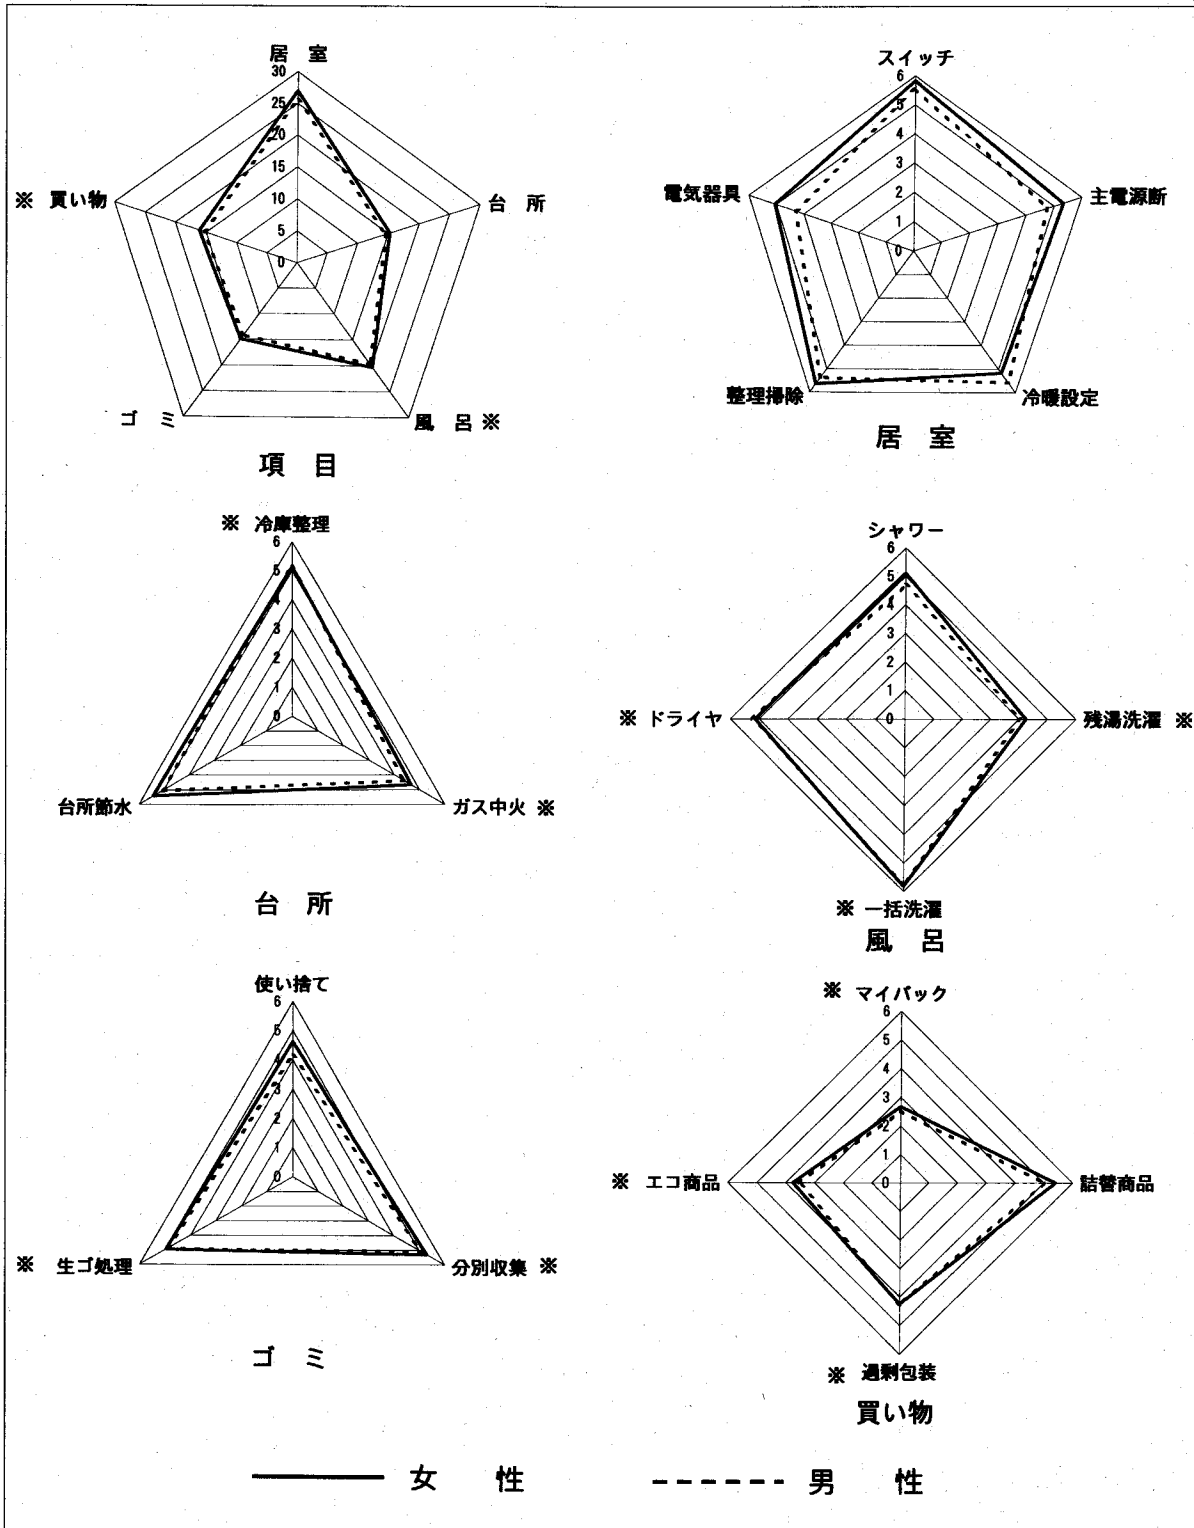 居 室
30
25
20
15
10
5
0
※ 買い物
台 所
ゴ ミ
風 呂 ※
項 目
スイッチ
6
5
4
3
2
1
0
電気器具
主電源断
整理掃除
冷暖設定
居 室
※ 冷庫整理
6
5
4
3
2
1
0
台所節水
ガス中火 ※
台 所
シャワー
6
5
4
3
2
1
0
※ ドライヤ
残湯洗濯 ※
※ 一括洗濯
風 呂
使い捨て
6
5
4
3
2
1
0
※ 生ゴ処理
分別収集 ※
ゴ ミ
※ マイバック
6
5
4
3
2
1
0
※ エコ商品
詰替商品
※ 過剰包装
買い物
女 性
男 性